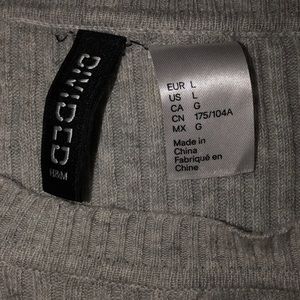 DIVIDED
H&M
EUR L
US L
CA G
CN 175/104A
MX G
Made in
China
Fabriqué en
Chine